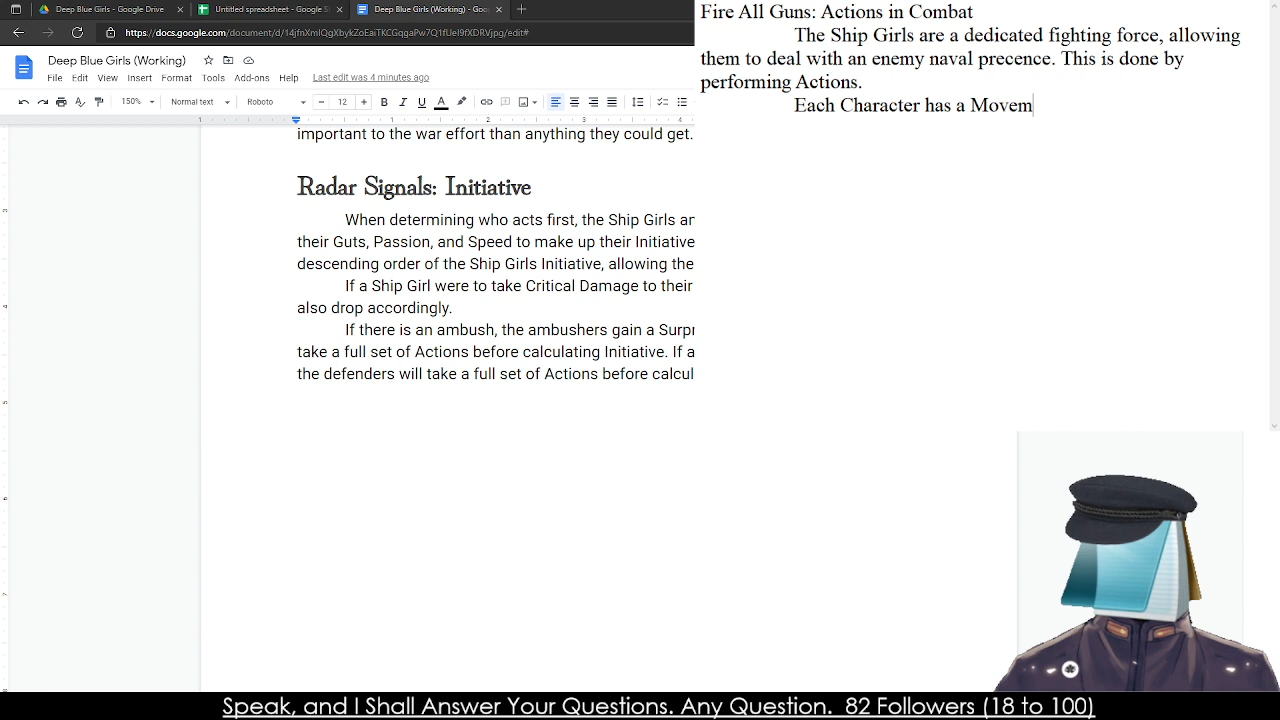 Deep Blue Girls - Google Drive
Untitled spreadsheet - Google S
Deep Blue Girls (Working) - Goo
https://docs.google.com/document/d/14jfnXmIQgXbykZoEaiTKCGqgaPw7Q1fUeI9fXDRVjpg/edit#
Deep Blue Girls (Working)
File Edit View Insert Format Tools Add-ons Help Last edit was 4 minutes ago
150% Normal text Roboto 12 B I U A
1 1 2 3 4
important to the war effort than anything they could get.
Radar Signals: Initiative
When determining who acts first, the Ship Girls an
their Guts, Passion, and Speed to make up their Initiative
descending order of the Ship Girls Initiative, allowing the
If a Ship Girl were to take Critical Damage to their
also drop accordingly.
If there is an ambush, the ambushers gain a Surpr
take a full set of Actions before calculating Initiative. If a
the defenders will take a full set of Actions before calcul
Fire All Guns: Actions in Combat
The Ship Girls are a dedicated fighting force, allowing
them to deal with an enemy naval precence. This is done by
performing Actions.
Each Character has a Movem
Speak, and I Shall Answer Your Questions. Any Question. 82 Followers (18 to 100)